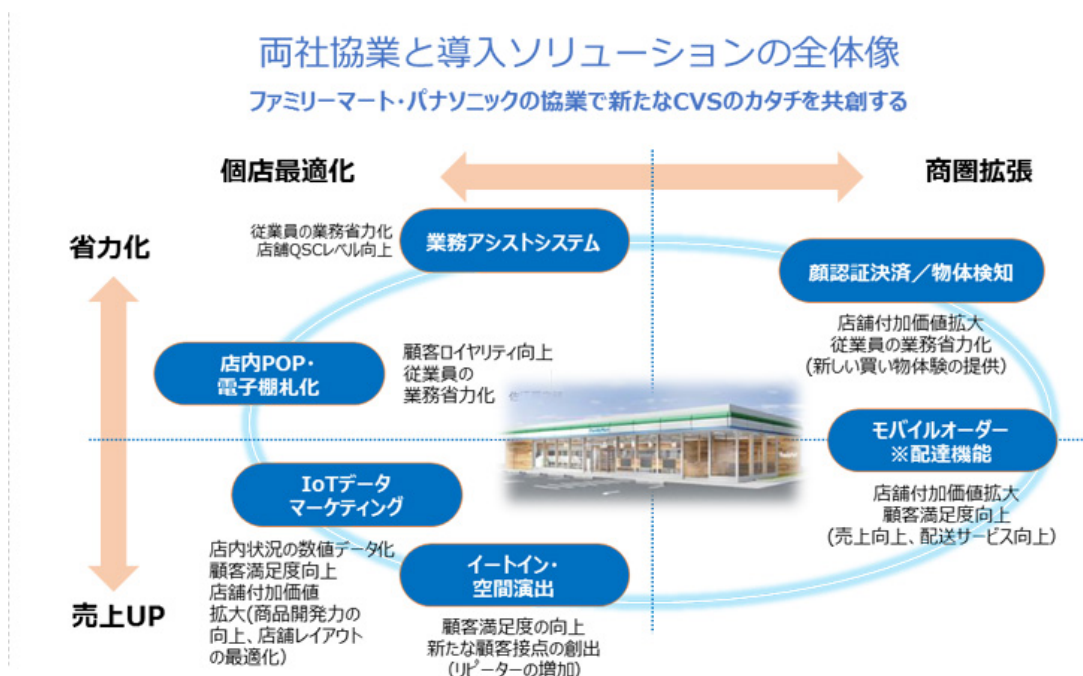 両社協業と導入ソリューションの全体像
ファミリーマート・パナソニックの協業で新たなCVSのカタチを共創する
個店最適化
商圏拡張
省力化
従業員の業務省力化
店舗QSCレベル向上
業務アシストシステム
顔認証決済／物体検知
店舗付加価値拡大
従業員の業務省力化
(新しい買い物体験の提供)
店内POP・
電子棚札化
顧客ロイヤリティ向上
従業員の
業務省力化
FamilyMart
モバイルオーダー
※配達機能
店舗付加価値拡大
顧客満足度向上
(売上向上、配送サービス向上)
IoTデータ
マーケティング
店内状況の数値データ化
顧客満足度向上
店舗付加価値
拡大(商品開発力の
向上、店舗レイアウト
の最適化)
イートイン・
空間演出
顧客満足度の向上
新たな顧客接点の創出
(リピーターの増加)
売上UP